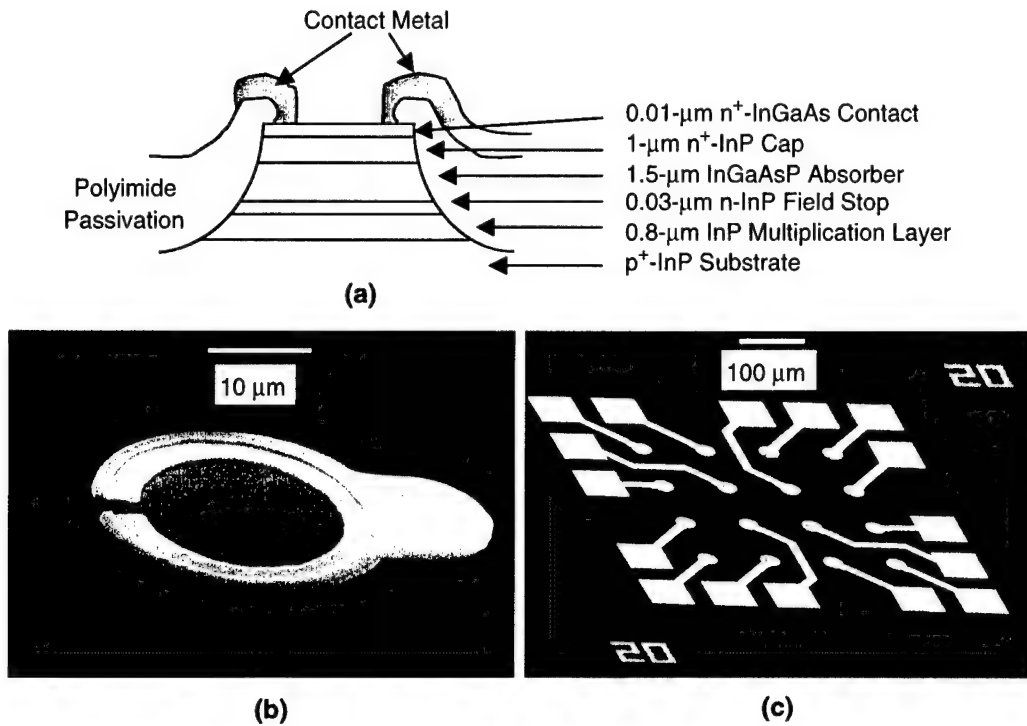 Contact Metal
0.01-μm n⁺-InGaAs Contact
1-μm n⁺-InP Cap
1.5-μm InGaAsP Absorber
0.03-μm n-InP Field Stop
0.8-μm InP Multiplication Layer
p⁺-InP Substrate
Polyimide
Passivation
(a)
10 μm
100 μm
20
20
(b)
(c)